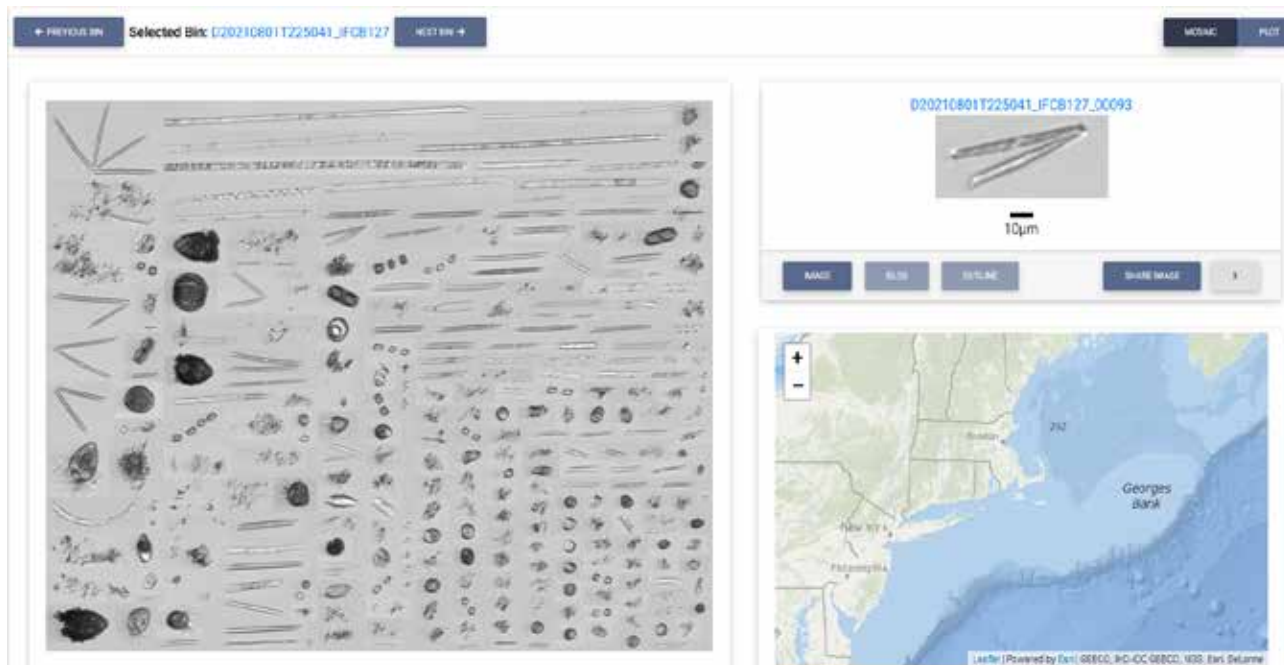 ← PREVIOUS BIN Selected Bin: D20210801T225041_IFCB127 NEXT BIN → MOSAIC PLOT
D20210801T225041_IFCB127_00093
10µm
IMAGE BLOB OUTLINE SHARE IMAGE
+
−
Boston
292
Georges
Bank
New York
Philadelphia
Leaflet | Powered by Esri | GEBCO, IHO-IOC GEBCO, NGS, Esri, DeLorme